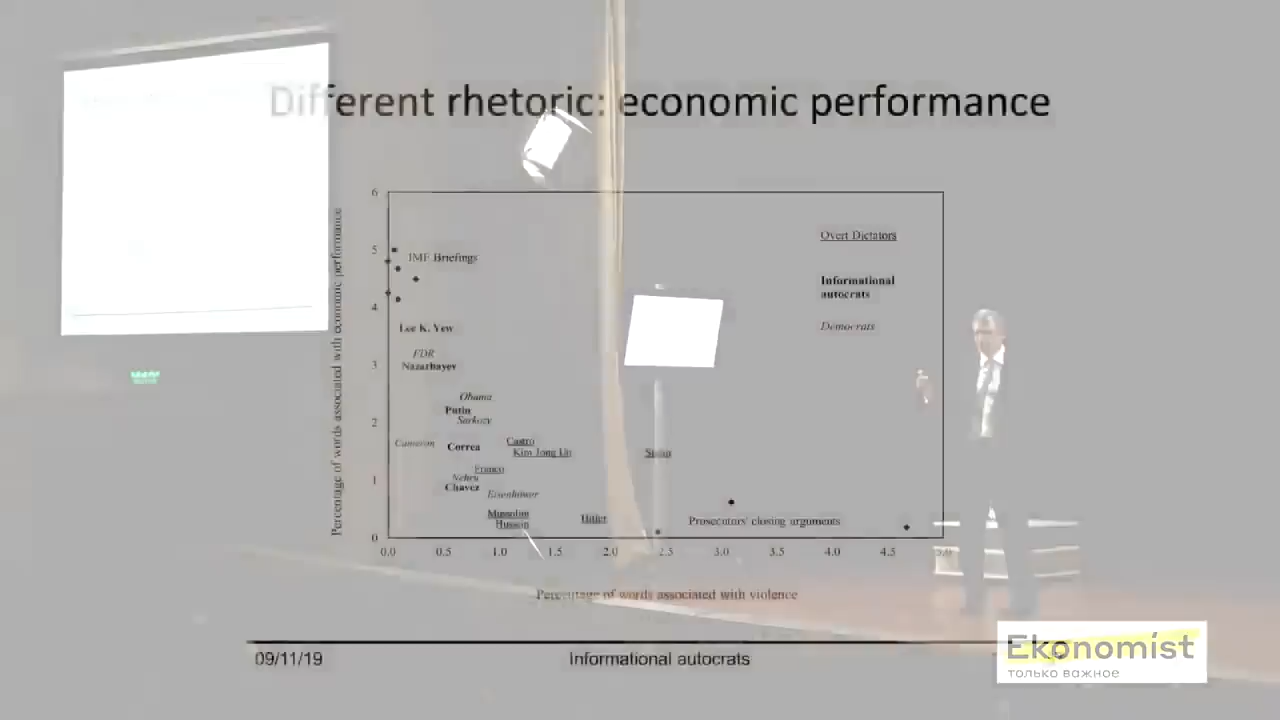 Different rhetoric: economic performance
Percentage of words associated with economic performance
6
5
4
3
2
1
0
IMF Briefings
Lee K. Yew
FDR
Nazarbayev
Obama
Putin
Sarkozy
Cameron
Correa
Castro
Kim Jong Un
Stalin
Franco
Nehru
Chavez
Eisenhower
Mussolini
Hussein
Hitler
Prosecutors' closing arguments
Overt Dictators
Informational
autocrats
Democrats
0.0 0.5 1.0 1.5 2.0 2.5 3.0 3.5 4.0 4.5 5.0
Percentage of words associated with violence
09/11/19
Informational autocrats
Ekonomist
только важное